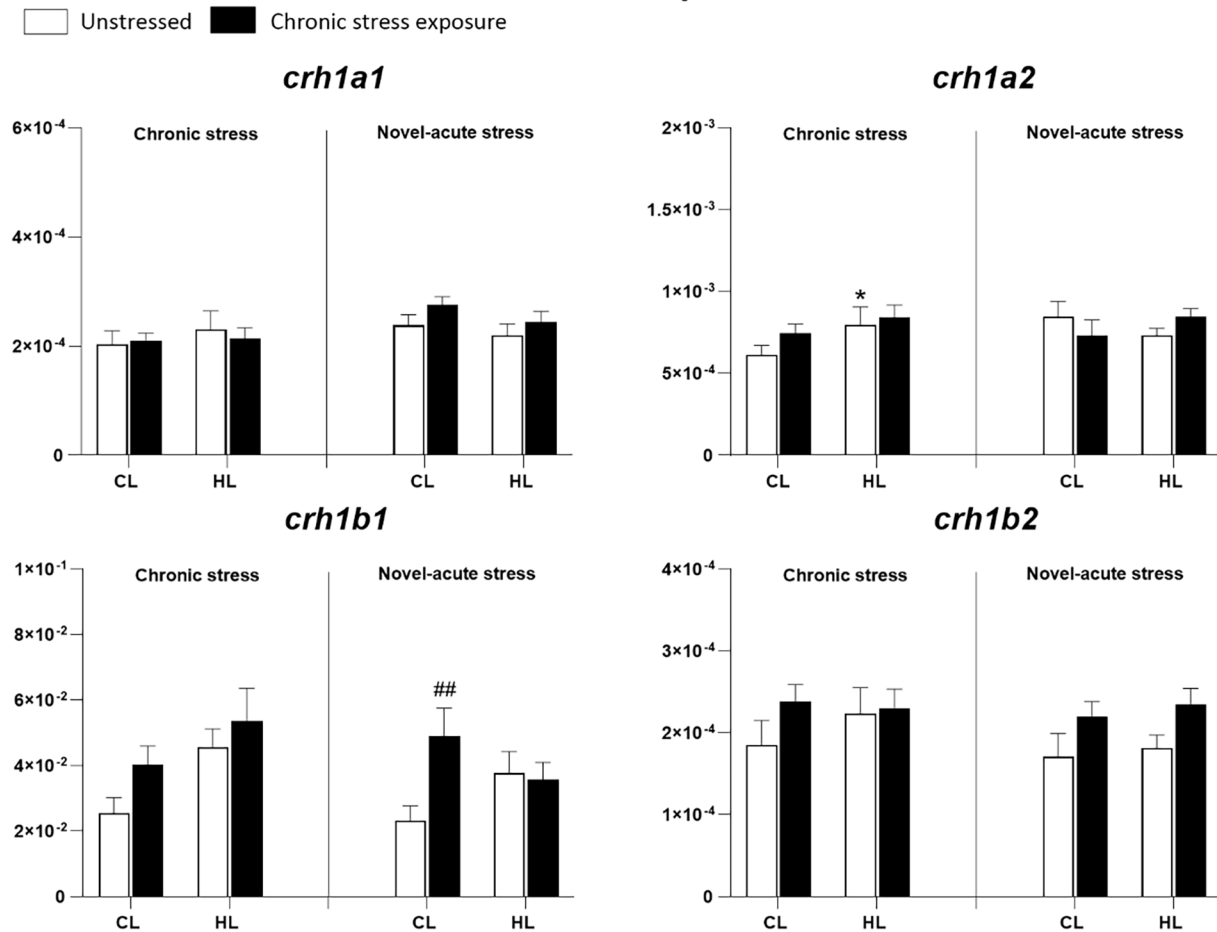 Unstressed Chronic stress exposure
crh1a1
Chronic stress Novel-acute stress
6×10⁻⁴
4×10⁻⁴
2×10⁻⁴
0
CL HL CL HL
crh1a2
Chronic stress Novel-acute stress
2×10⁻³
1.5×10⁻³
1×10⁻³
5×10⁻⁴
0
*
CL HL CL HL
crh1b1
Chronic stress Novel-acute stress
1×10⁻¹
8×10⁻²
6×10⁻²
4×10⁻²
2×10⁻²
0
##
CL HL CL HL
crh1b2
Chronic stress Novel-acute stress
4×10⁻⁴
3×10⁻⁴
2×10⁻⁴
1×10⁻⁴
0
CL HL CL HL